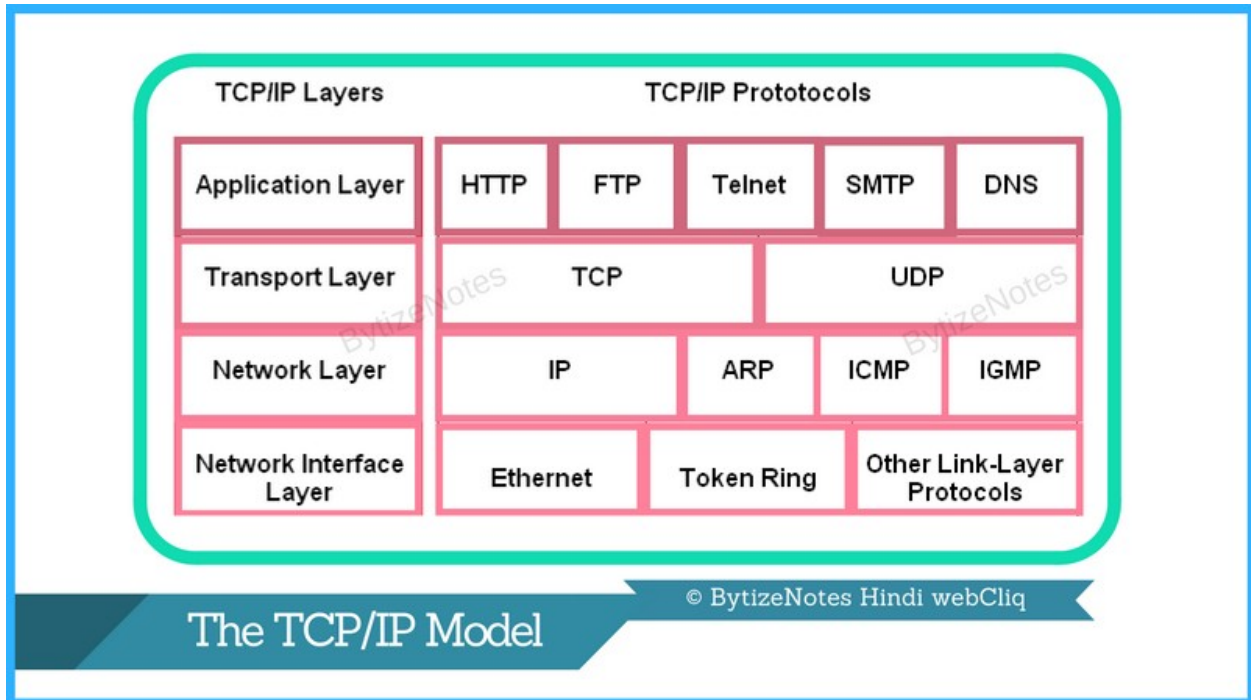 TCP/IP Layers TCP/IP Prototocols
Application Layer HTTP FTP Telnet SMTP DNS
Transport Layer TCP UDP
BytizeNotes BytizeNotes
Network Layer IP ARP ICMP IGMP
Network Interface
Layer
Ethernet Token Ring
Other Link-Layer
Protocols
© BytizeNotes Hindi webCliq
The TCP/IP Model